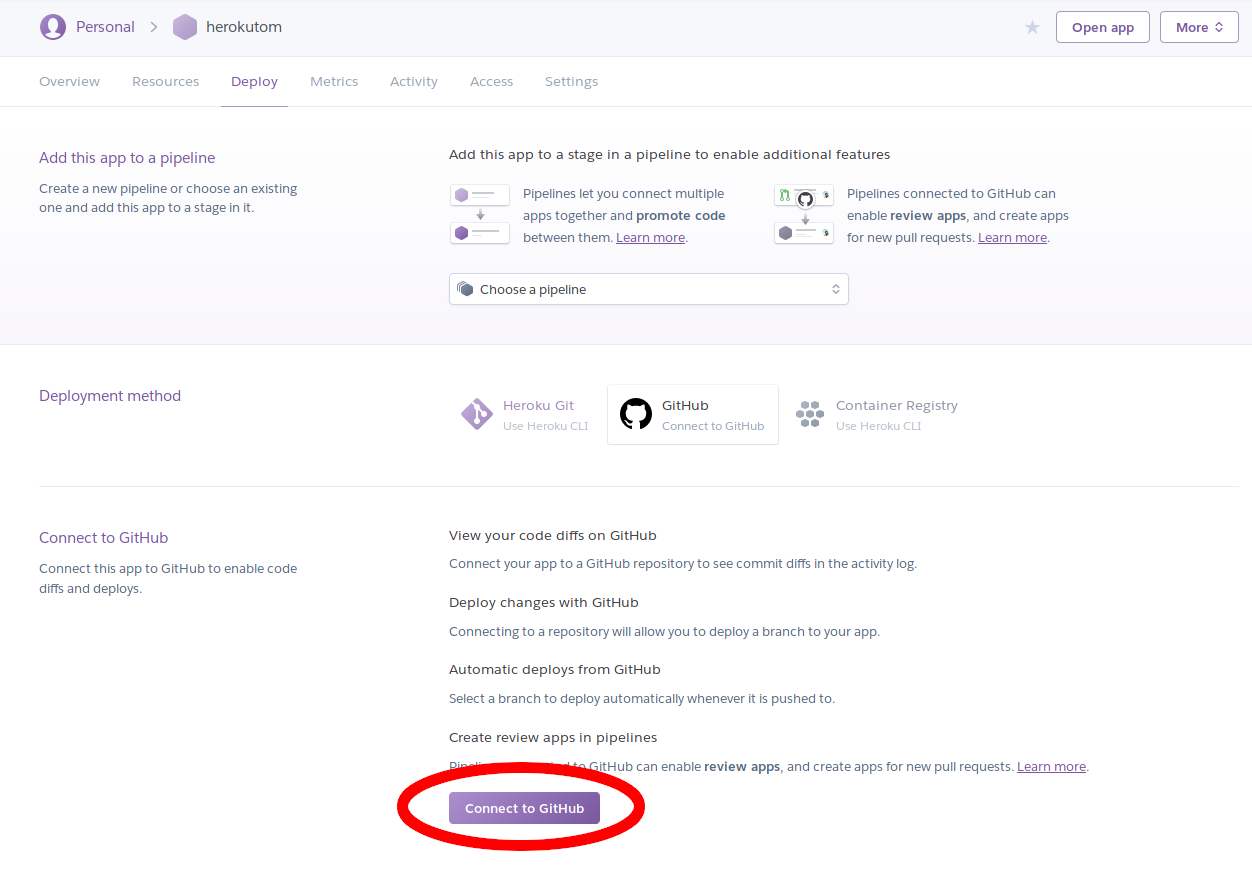 Personal > herokutom
Open app
More
Overview Resources Deploy Metrics Activity Access Settings
Add this app to a pipeline
Create a new pipeline or choose an existing
one and add this app to a stage in it.
Add this app to a stage in a pipeline to enable additional features
Pipelines let you connect multiple
apps together and promote code
between them. Learn more.
Pipelines connected to GitHub can
enable review apps, and create apps
for new pull requests. Learn more.
Choose a pipeline
Deployment method
Heroku Git
Use Heroku CLI
GitHub
Connect to GitHub
Container Registry
Use Heroku CLI
Connect to GitHub
Connect this app to GitHub to enable code
diffs and deploys.
View your code diffs on GitHub
Connect your app to a GitHub repository to see commit diffs in the activity log.
Deploy changes with GitHub
Connecting to a repository will allow you to deploy a branch to your app.
Automatic deploys from GitHub
Select a branch to deploy automatically whenever it is pushed to.
Create review apps in pipelines
to GitHub can enable review apps, and create apps for new pull requests. Learn more.
Connect to GitHub